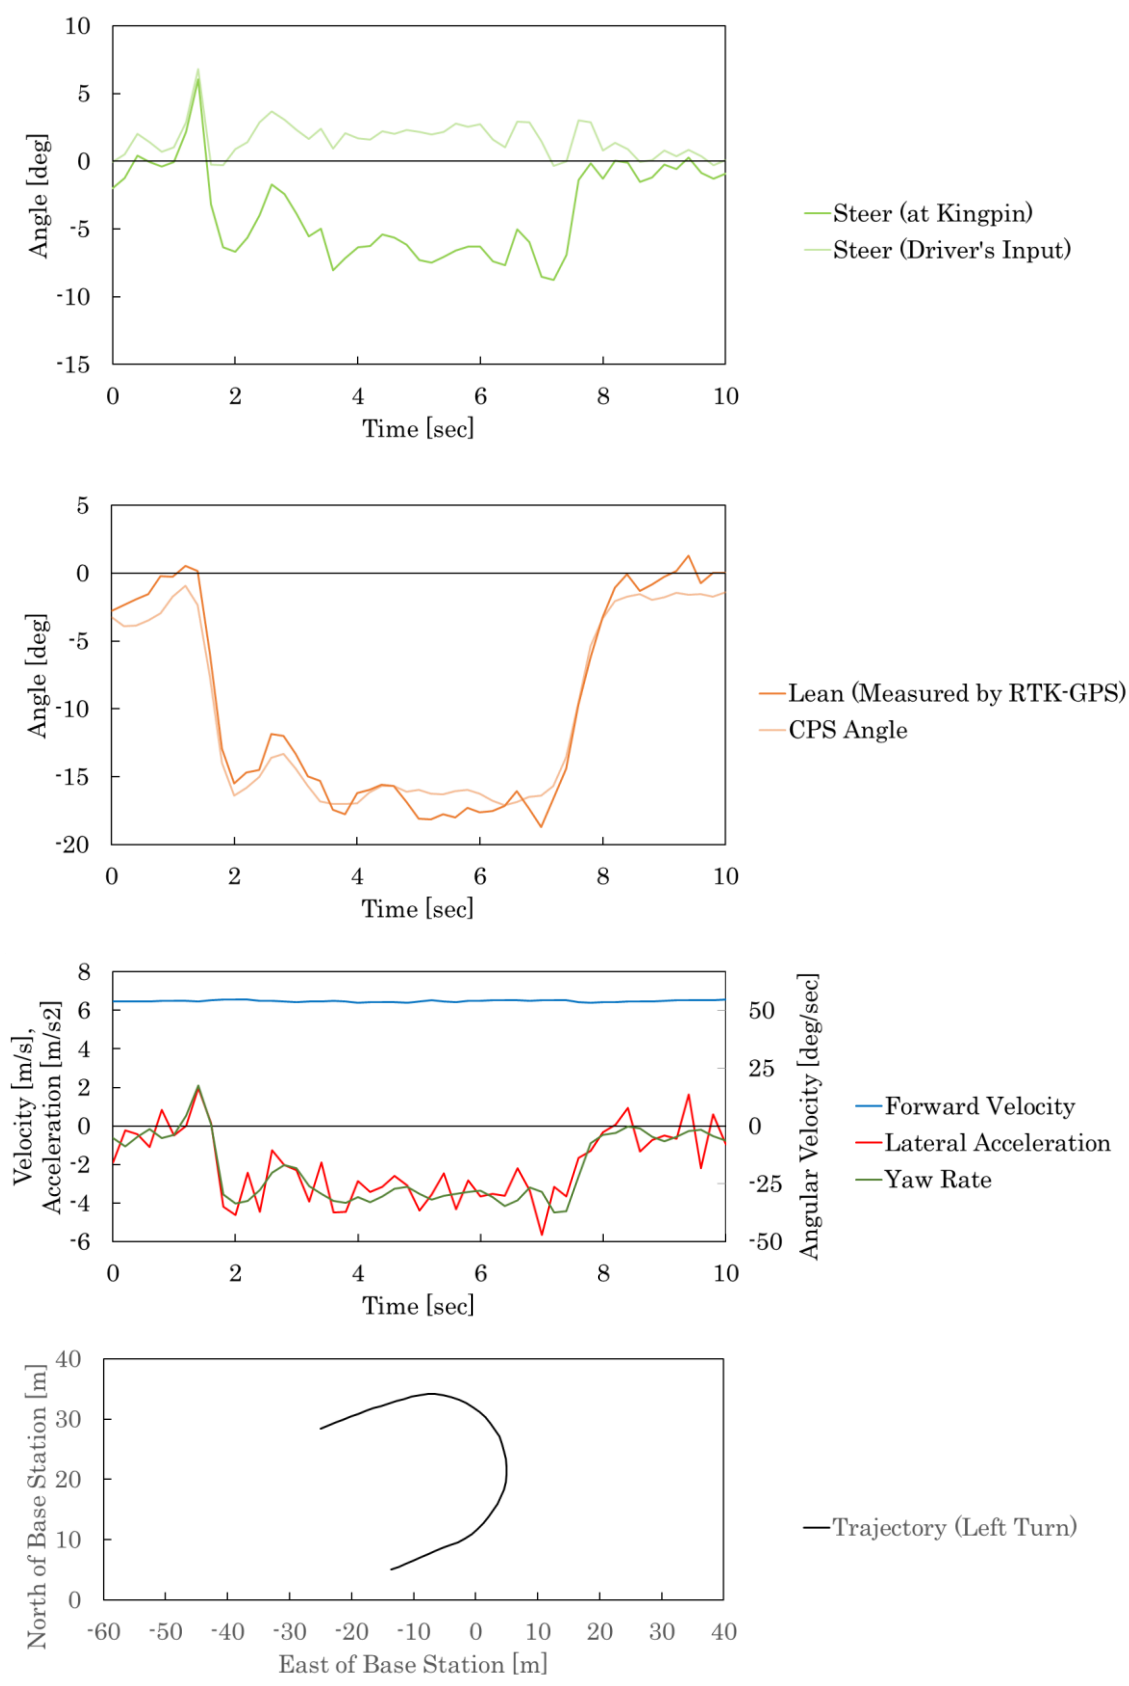 10
5
0
-5
-10
-15
Angle [deg]
0 2 4 6 8 10
Time [sec]
Steer (at Kingpin)
Steer (Driver's Input)
5
0
-5
-10
-15
-20
Angle [deg]
0 2 4 6 8 10
Time [sec]
Lean (Measured by RTK-GPS)
CPS Angle
8
6
4
2
0
-2
-4
-6
Velocity [m/s],
Acceleration [m/s2]
50
25
0
-25
-50
Angular Velocity [deg/sec]
0 2 4 6 8 10
Time [sec]
Forward Velocity
Lateral Acceleration
Yaw Rate
40
30
20
10
0
North of Base Station [m]
-60 -50 -40 -30 -20 -10 0 10 20 30 40
East of Base Station [m]
Trajectory (Left Turn)